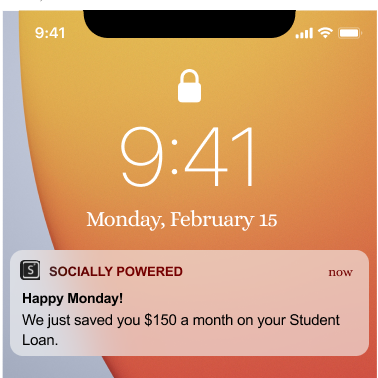 9:41
9:41
Monday, February 15
S SOCIALLY POWERED now
Happy Monday!
We just saved you $150 a month on your Student
Loan.